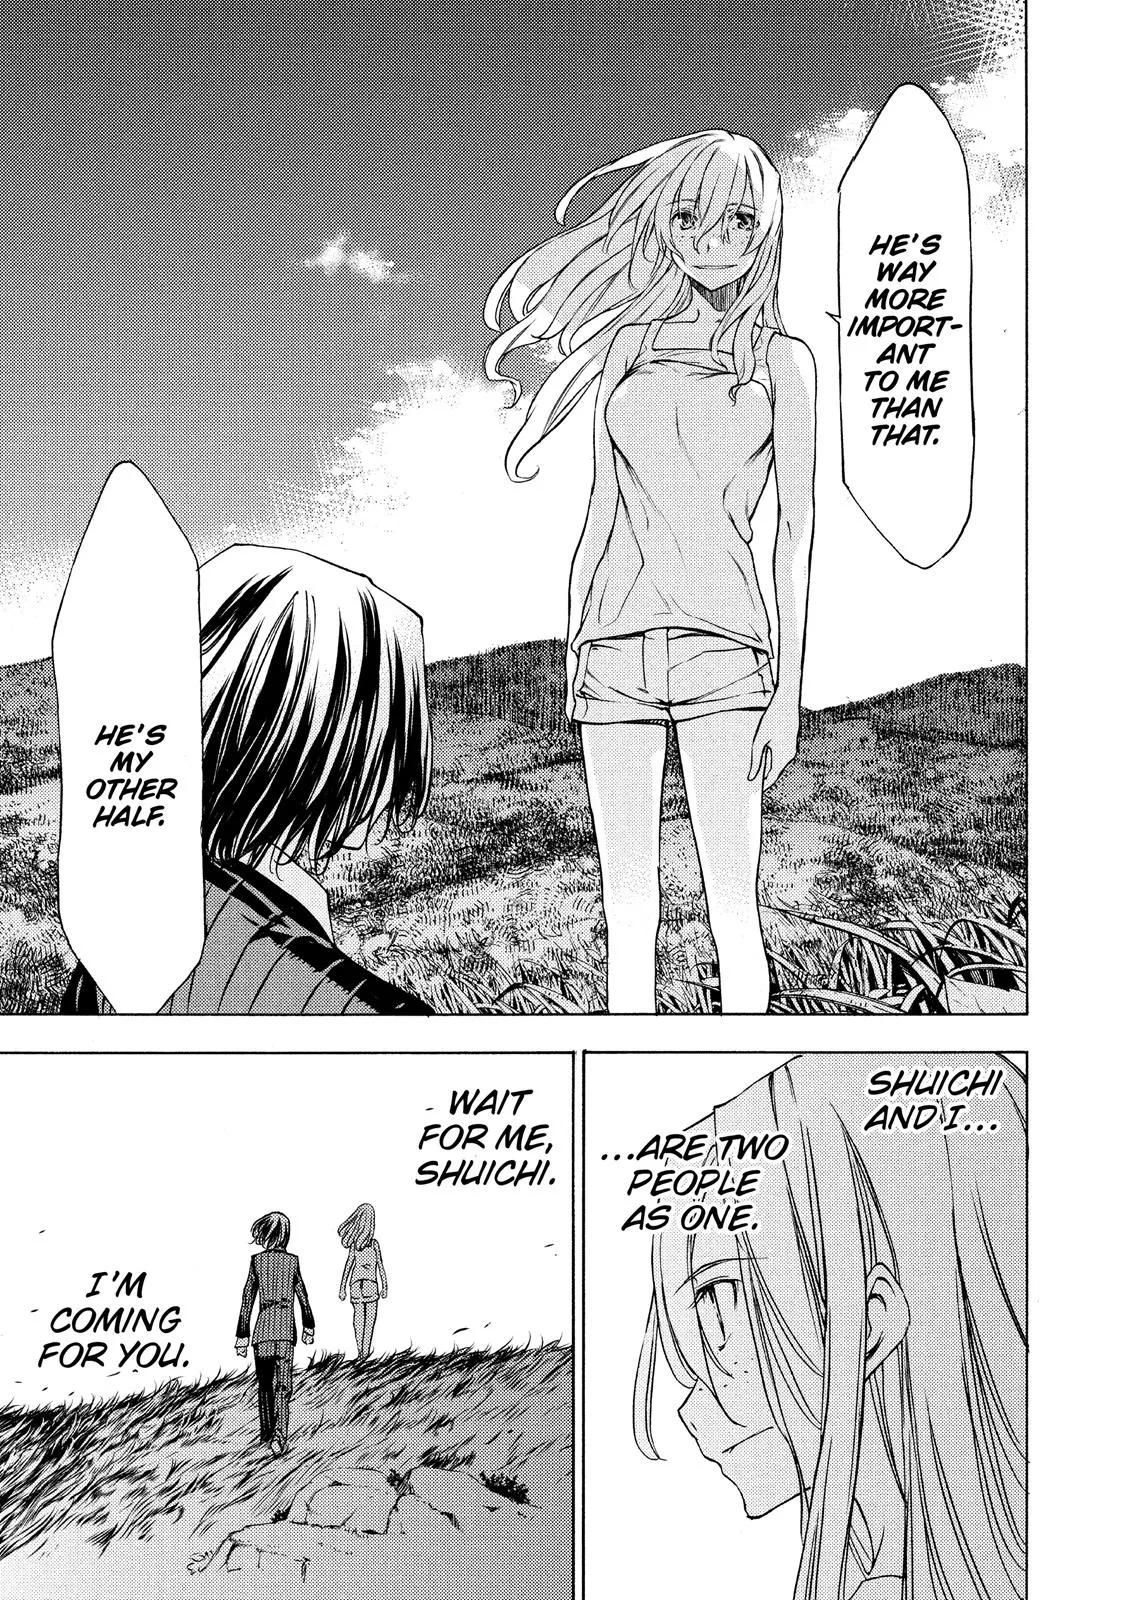 HE'S
WAY
MORE
IMPORT-
ANT
TO ME
THAN
THAT.
HE'S
MY
OTHER
HALF.
SHUICHI
AND I...
...ARE TWO
PEOPLE
AS ONE.
WAIT
FOR ME,
SHUICHI.
I'M
COMING
FOR YOU.